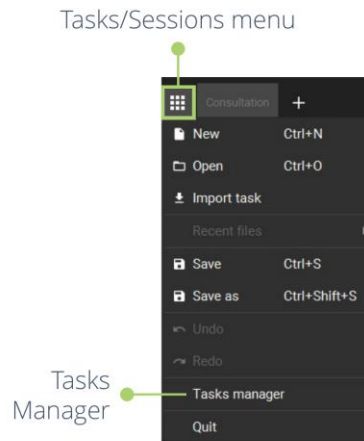 Tasks/Sessions menu
Consultation +
New Ctrl+N
Open Ctrl+O
Import task
Recent files
Save Ctrl+S
Save as Ctrl+Shift+S
Undo
Redo
Tasks
Manager
Tasks manager
Quit